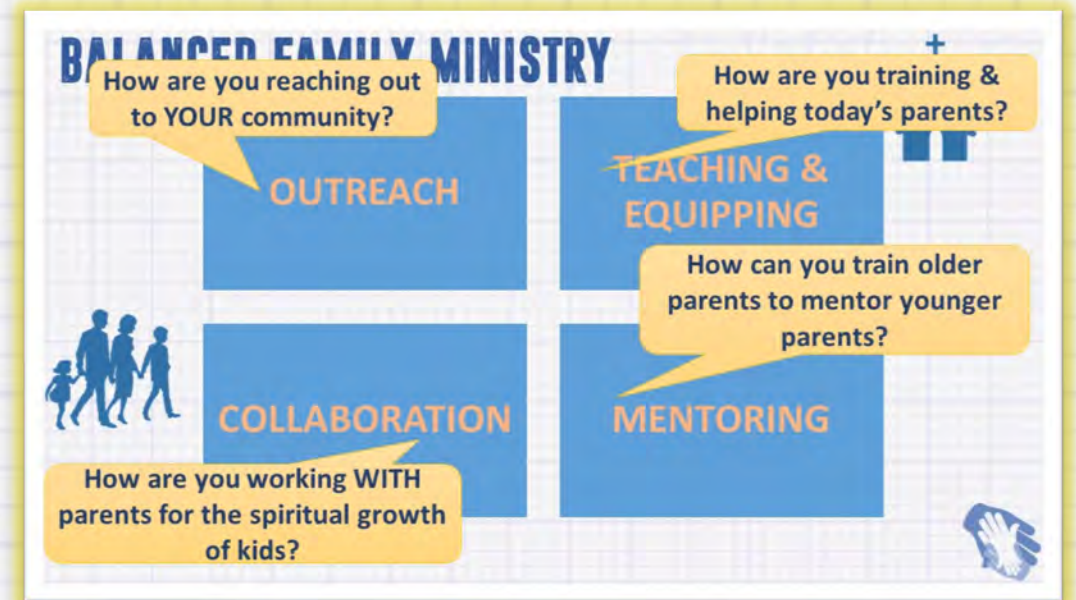 BALANCED FAMILY MINISTRY
How are you reaching out
to YOUR community?
OUTREACH
How are you training &
helping today's parents?
TEACHING &
EQUIPPING
COLLABORATION
How are you working WITH
parents for the spiritual growth
of kids?
How can you train older
parents to mentor younger
parents?
MENTORING